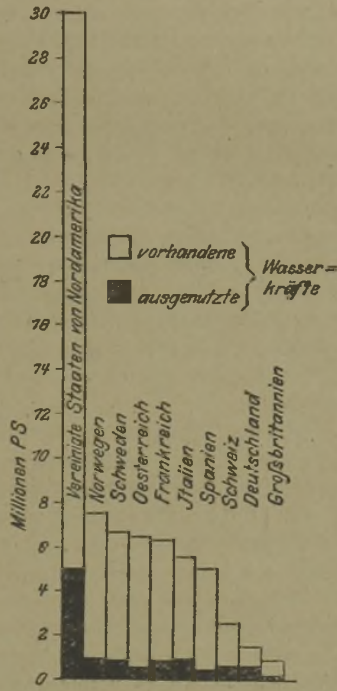 30
28
26
24
22
20
18
16
14
12
10
8
6
4
2
0
Millionen PS
vorhandene
ausgenutzte
Wasser=
kräfte
Vereinigte Staaten von Nordamerika
Norwegen
Schweden
Oesterreich
Frankreich
Italien
Spanien
Schweiz
Deutschland
Großbritannien